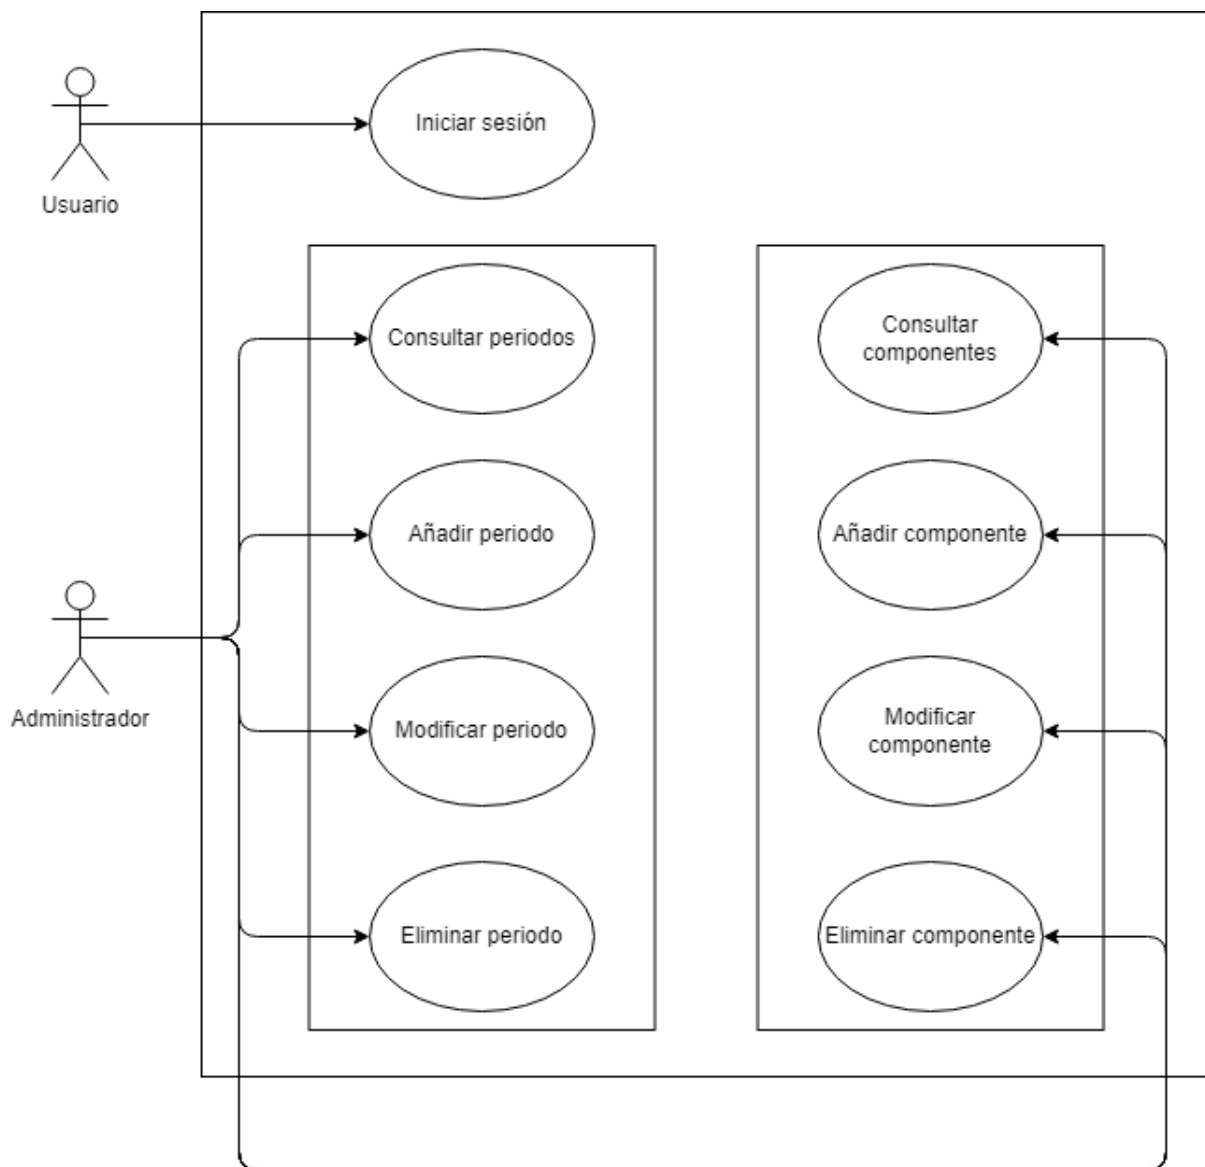 Iniciar sesión
Usuario
Consultar periodos
Consultar
componentes
Añadir periodo
Añadir componente
Administrador
Modificar periodo
Modificar
componente
Eliminar periodo
Eliminar componente